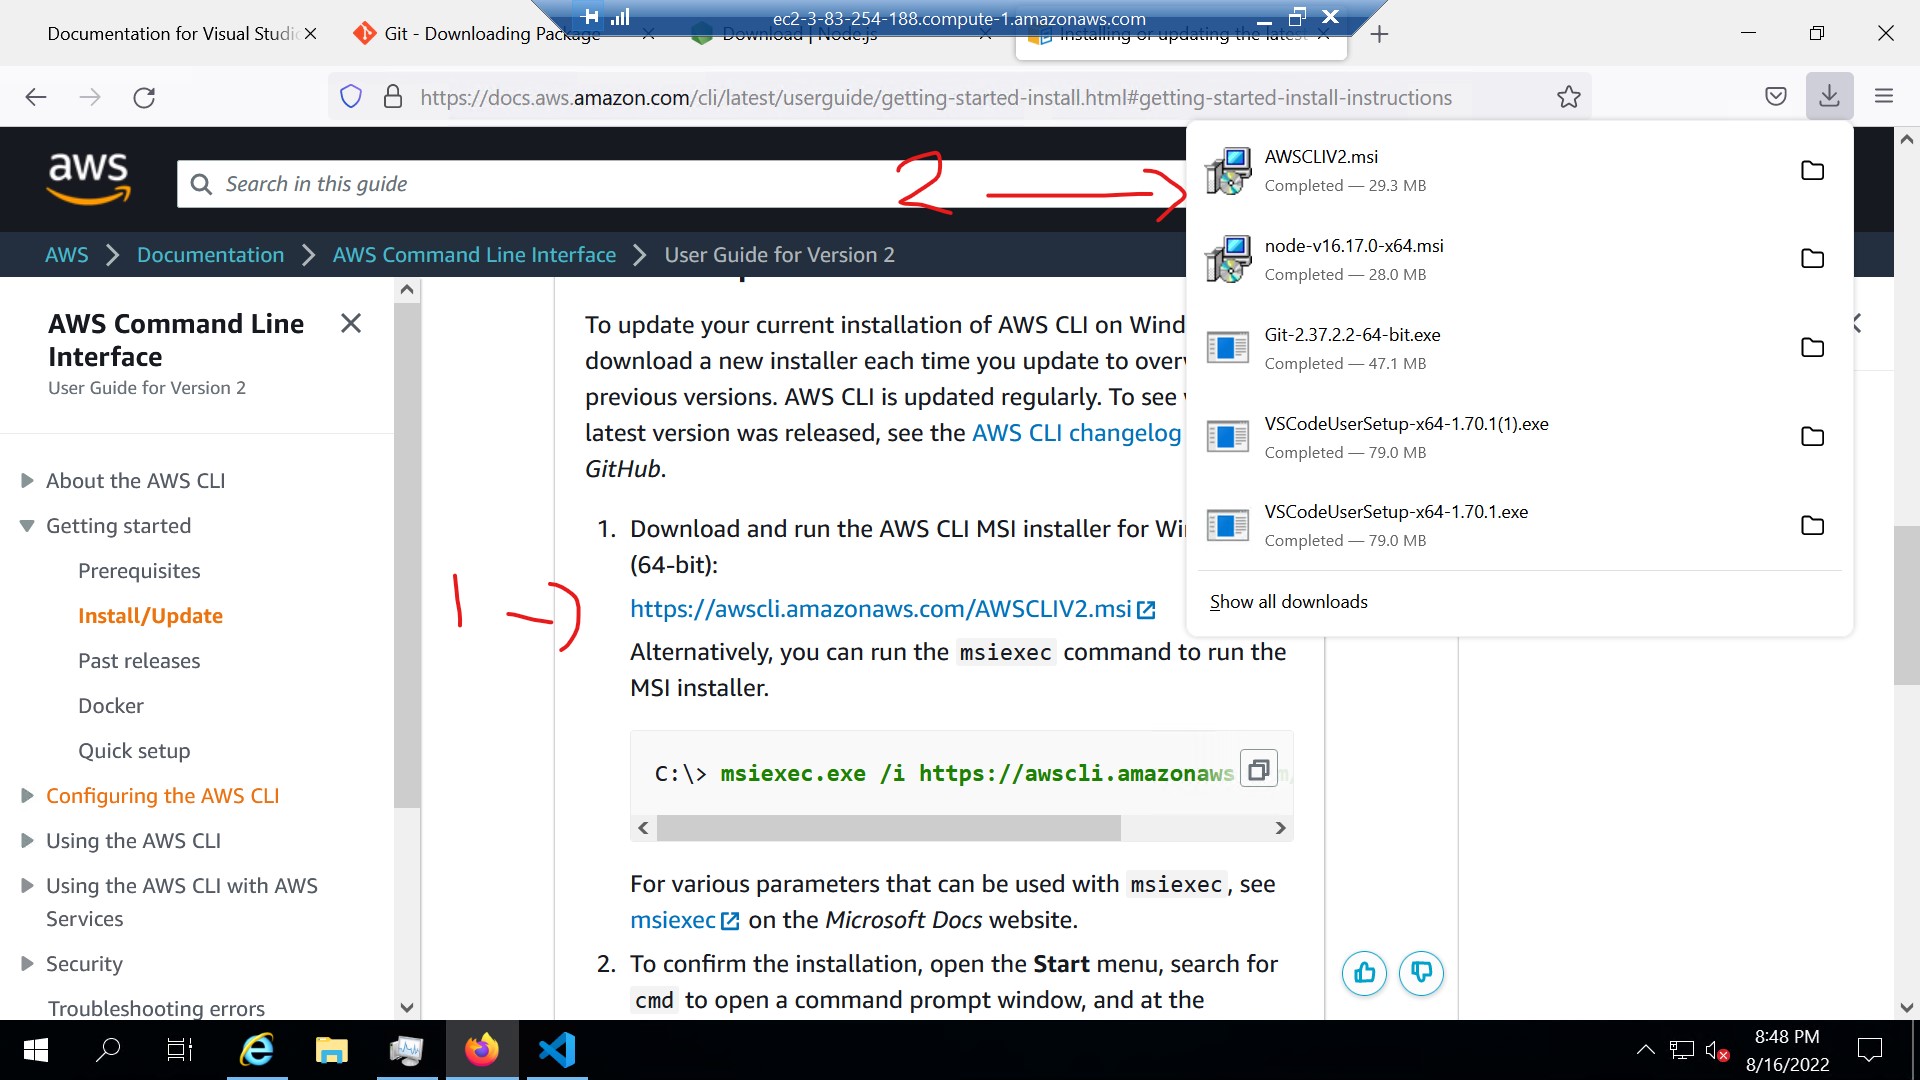 ec2-3-83-254-188.compute-1.amazonaws.com
Documentation for Visual Studi
Git - Downloading Package
Download | Node.js
Installing or updating the latest
https://docs.aws.amazon.com/cli/latest/userguide/getting-started-install.html#getting-started-install-instructions
aws
Search in this guide
2
AWS
Documentation
AWS Command Line Interface
User Guide for Version 2
AWSCLIV2.msi
Completed — 29.3 MB
node-v16.17.0-x64.msi
Completed — 28.0 MB
Git-2.37.2.2-64-bit.exe
Completed — 47.1 MB
VSCodeUserSetup-x64-1.70.1(1).exe
Completed — 79.0 MB
VSCodeUserSetup-x64-1.70.1.exe
Completed — 79.0 MB
Show all downloads
AWS Command Line
Interface
User Guide for Version 2
About the AWS CLI
Getting started
Prerequisites
Install/Update
Past releases
Docker
Quick setup
Configuring the AWS CLI
Using the AWS CLI
Using the AWS CLI with AWS
Services
Security
Troubleshooting errors
To update your current installation of AWS CLI on Wind
download a new installer each time you update to over
previous versions. AWS CLI is updated regularly. To see
latest version was released, see the AWS CLI changelog
GitHub.
1. Download and run the AWS CLI MSI installer for Wi
(64-bit):
1
https://awscli.amazonaws.com/AWSCLIV2.msi
Alternatively, you can run the msiexec command to run the
MSI installer.
C:\> msiexec.exe /i https://awscli.amazonaws
For various parameters that can be used with msiexec, see
msiexec on the Microsoft Docs website.
2. To confirm the installation, open the Start menu, search for
cmd to open a command prompt window, and at the
8:48 PM
8/16/2022